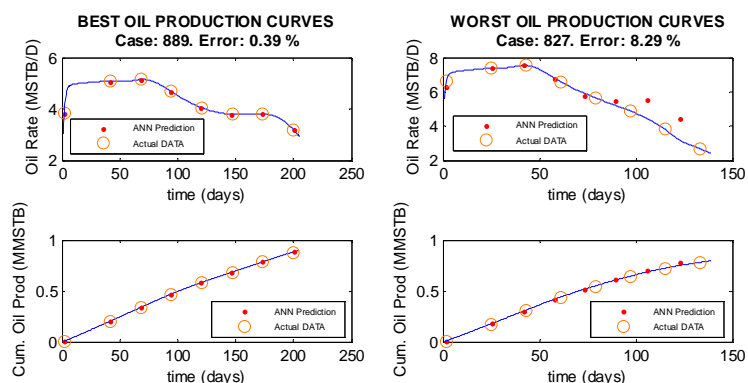 BEST OIL PRODUCTION CURVES
Case: 889. Error: 0.39 %
6
4
2
Oil Rate (MSTB/D)
ANN Prediction
Actual DATA
0 50 100 150 200 250
time (days)
WORST OIL PRODUCTION CURVES
Case: 827. Error: 8.29 %
8
6
4
2
Oil Rate (MSTB/D)
ANN Prediction
Actual DATA
0 50 100 150
time (days)
1
0.5
0
Cum. Oil Prod (MMSTB)
ANN Prediction
Actual DATA
0 50 100 150 200 250
time (days)
1
0.5
0
Cum. Oil Prod (MMSTB)
ANN Prediction
Actual DATA
0 50 100 150
time (days)